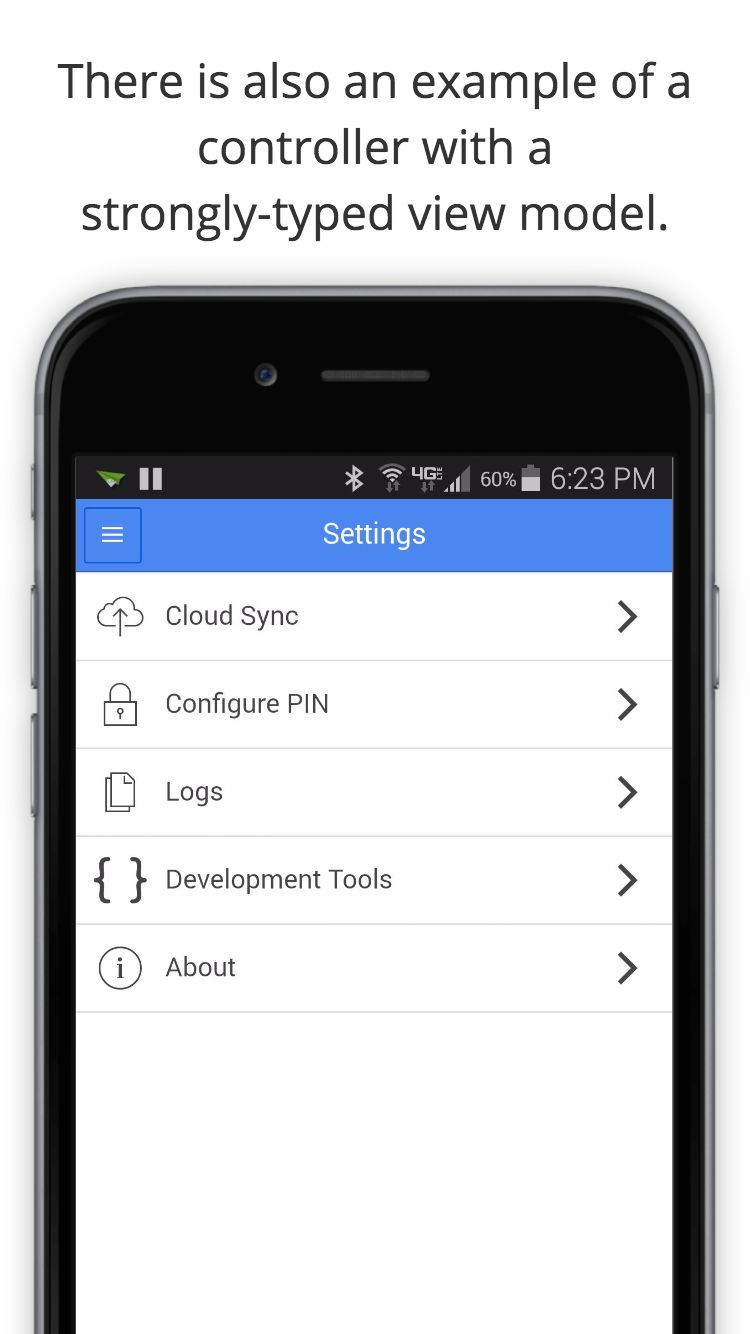 There is also an example of a
controller with a
strongly-typed view model.
4G LTE 60% 6:23 PM
Settings
Cloud Sync
Configure PIN
Logs
{ } Development Tools
i About